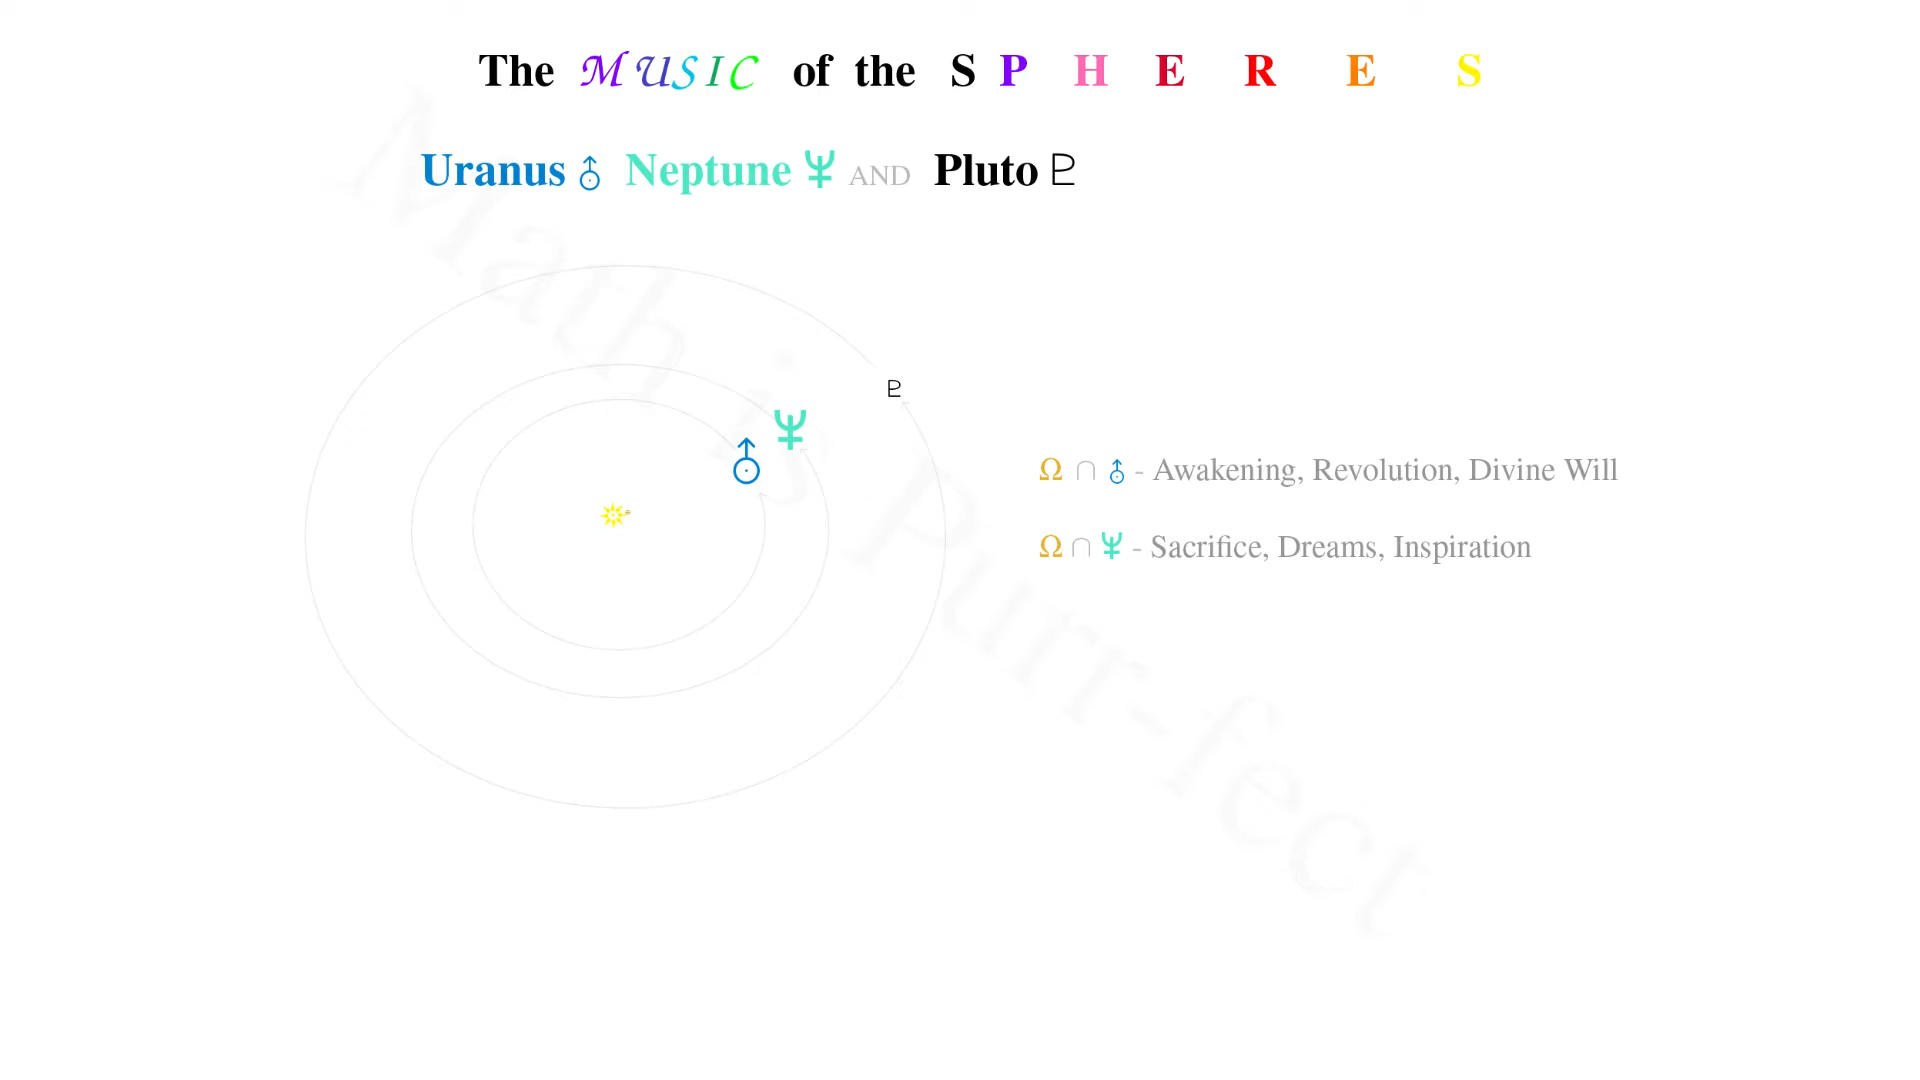 The MUSIC of the SPHERES
Uranus ⛢ Neptune ♆ AND Pluto ♇
♇
♆
⛢
Ω ∩ ⛢ - Awakening, Revolution, Divine Will
Ω ∩ ♆ - Sacrifice, Dreams, Inspiration
Math is Purr-fect